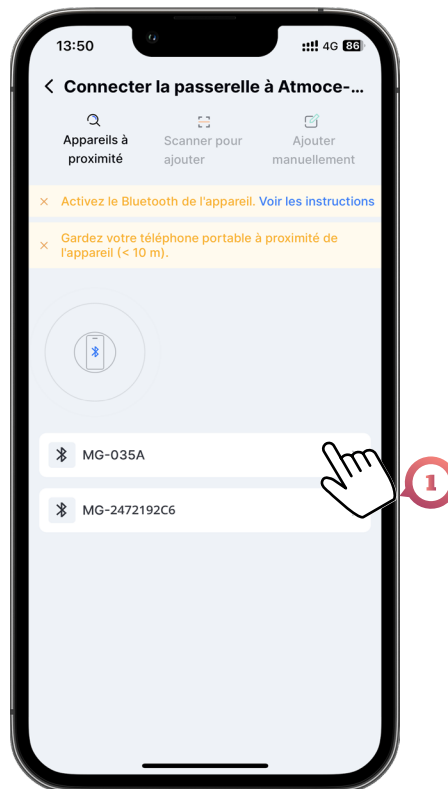 13:50
4G 86
Connecter la passerelle à Atmoce-...
Appareils à
proximité
Scanner pour
ajouter
Ajouter
manuellement
× Activez le Bluetooth de l'appareil. Voir les instructions
× Gardez votre téléphone portable à proximité de
l'appareil (< 10 m).
MG-035A
1
MG-2472192C6